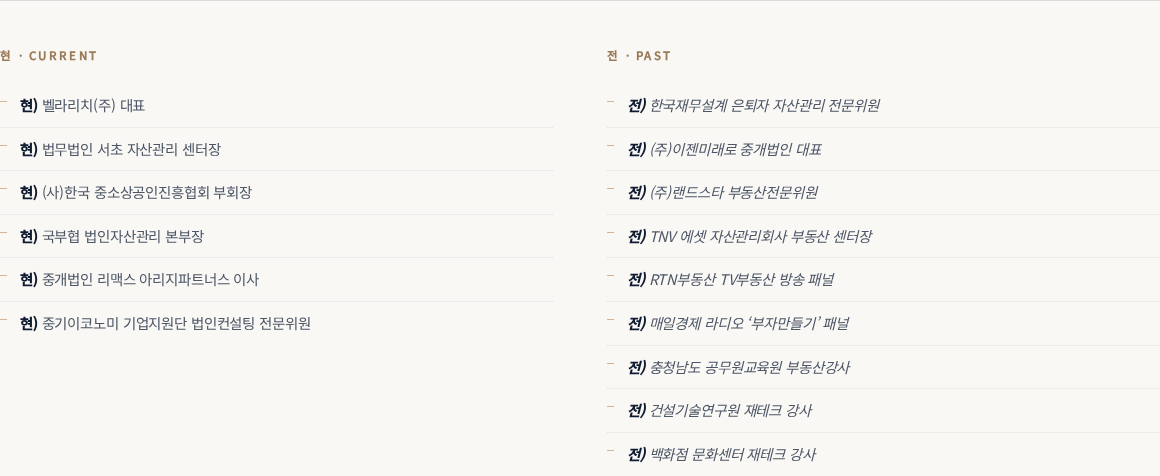 현 · CURRENT
현) 벨라리치(주) 대표
현) 법무법인 서초 자산관리 센터장
현) (사)한국 중소상공인진흥협회 부회장
현) 국부협 법인자산관리 본부장
현) 중개법인 리맥스 아리지파트너스 이사
현) 중기이코노미 기업지원단 법인컨설팅 전문위원
전 · PAST
전) 한국재무설계 은퇴자 자산관리 전문위원
전) (주)이젠미래로 중개법인 대표
전) (주)랜드스타 부동산전문위원
전) TNV 에셋 자산관리회사 부동산 센터장
전) RTN부동산 TV부동산 방송 패널
전) 매일경제 라디오 ‘부자만들기’ 패널
전) 충청남도 공무원교육원 부동산강사
전) 건설기술연구원 재테크 강사
전) 백화점 문화센터 재테크 강사